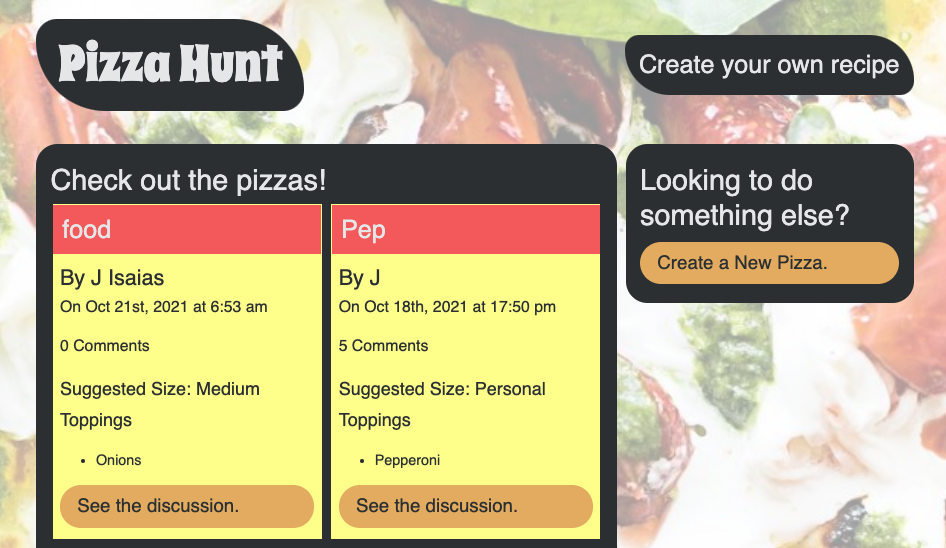 Pizza Hunt
Create your own recipe
Check out the pizzas!
food
By J Isaias
On Oct 21st, 2021 at 6:53 am
0 Comments
Suggested Size: Medium
Toppings
• Onions
See the discussion.
Pep
By J
On Oct 18th, 2021 at 17:50 pm
5 Comments
Suggested Size: Personal
Toppings
• Pepperoni
See the discussion.
Looking to do
something else?
Create a New Pizza.